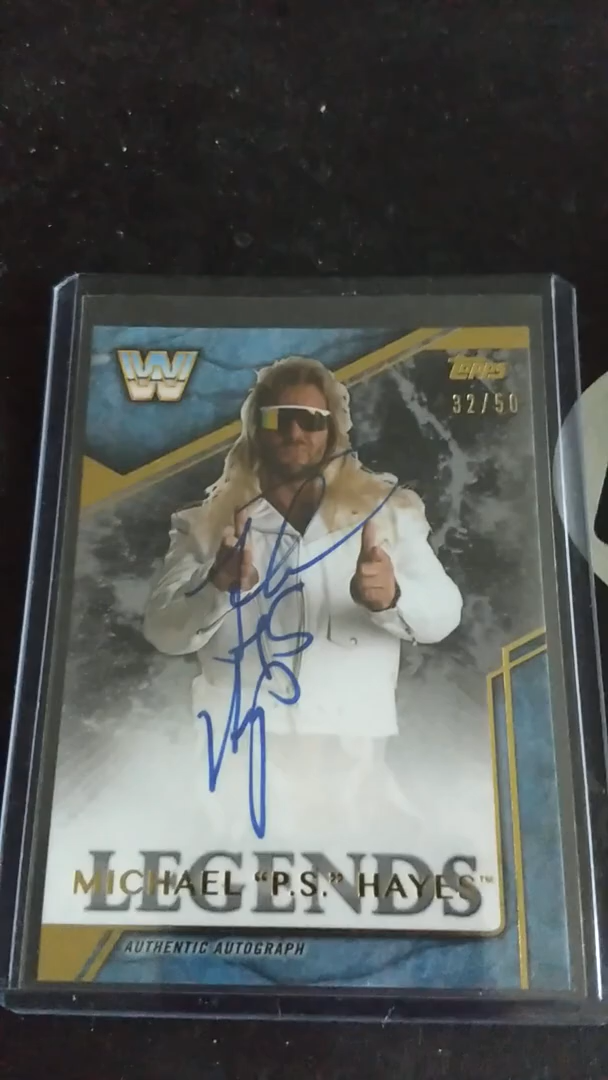 W
Topps
32/50
LEGENDS
MICHAEL "P.S." HAYES™
AUTHENTIC AUTOGRAPH